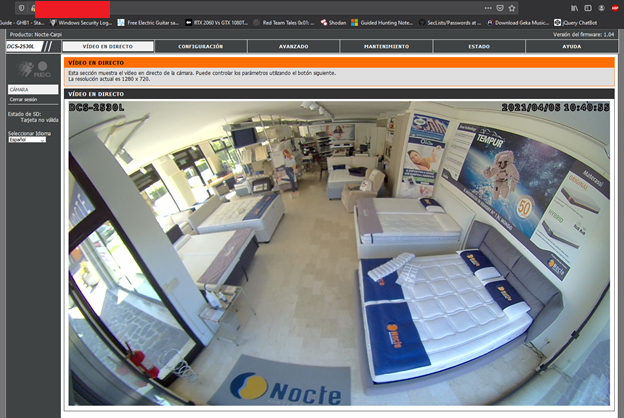 Guide - GHB1 - Sta...
Windows Security Log...
Free Electric Guitar sa...
RTX 2060 Vs GTX 1080T...
Red Team Tales 0x01: ...
Shodan
Guided Hunting Note...
SecLists/Passwords at ...
Download Geka Music...
jQuery ChatBot
Producto: Nocte-Carpi
Versión del firmware: 1.04
DCS-2530L
VÍDEO EN DIRECTO
CONFIGURACIÓN
AVANZADO
MANTENIMIENTO
ESTADO
AYUDA
REC
CÁMARA
Cerrar sesión
Estado de SD:
Tarjeta no válida
Seleccionar Idioma
Español
VÍDEO EN DIRECTO
Esta sección muestra el vídeo en directo de la cámara. Puede controlar los parámetros utilizando el botón siguiente.
La resolución actual es 1280 x 720.
VÍDEO EN DIRECTO
DCS-2530L
2021/04/05 10:40:55
TEMPUR
Materassi
ORIGINAL
HYBRID
50
Nocte
Nocte
Nocte